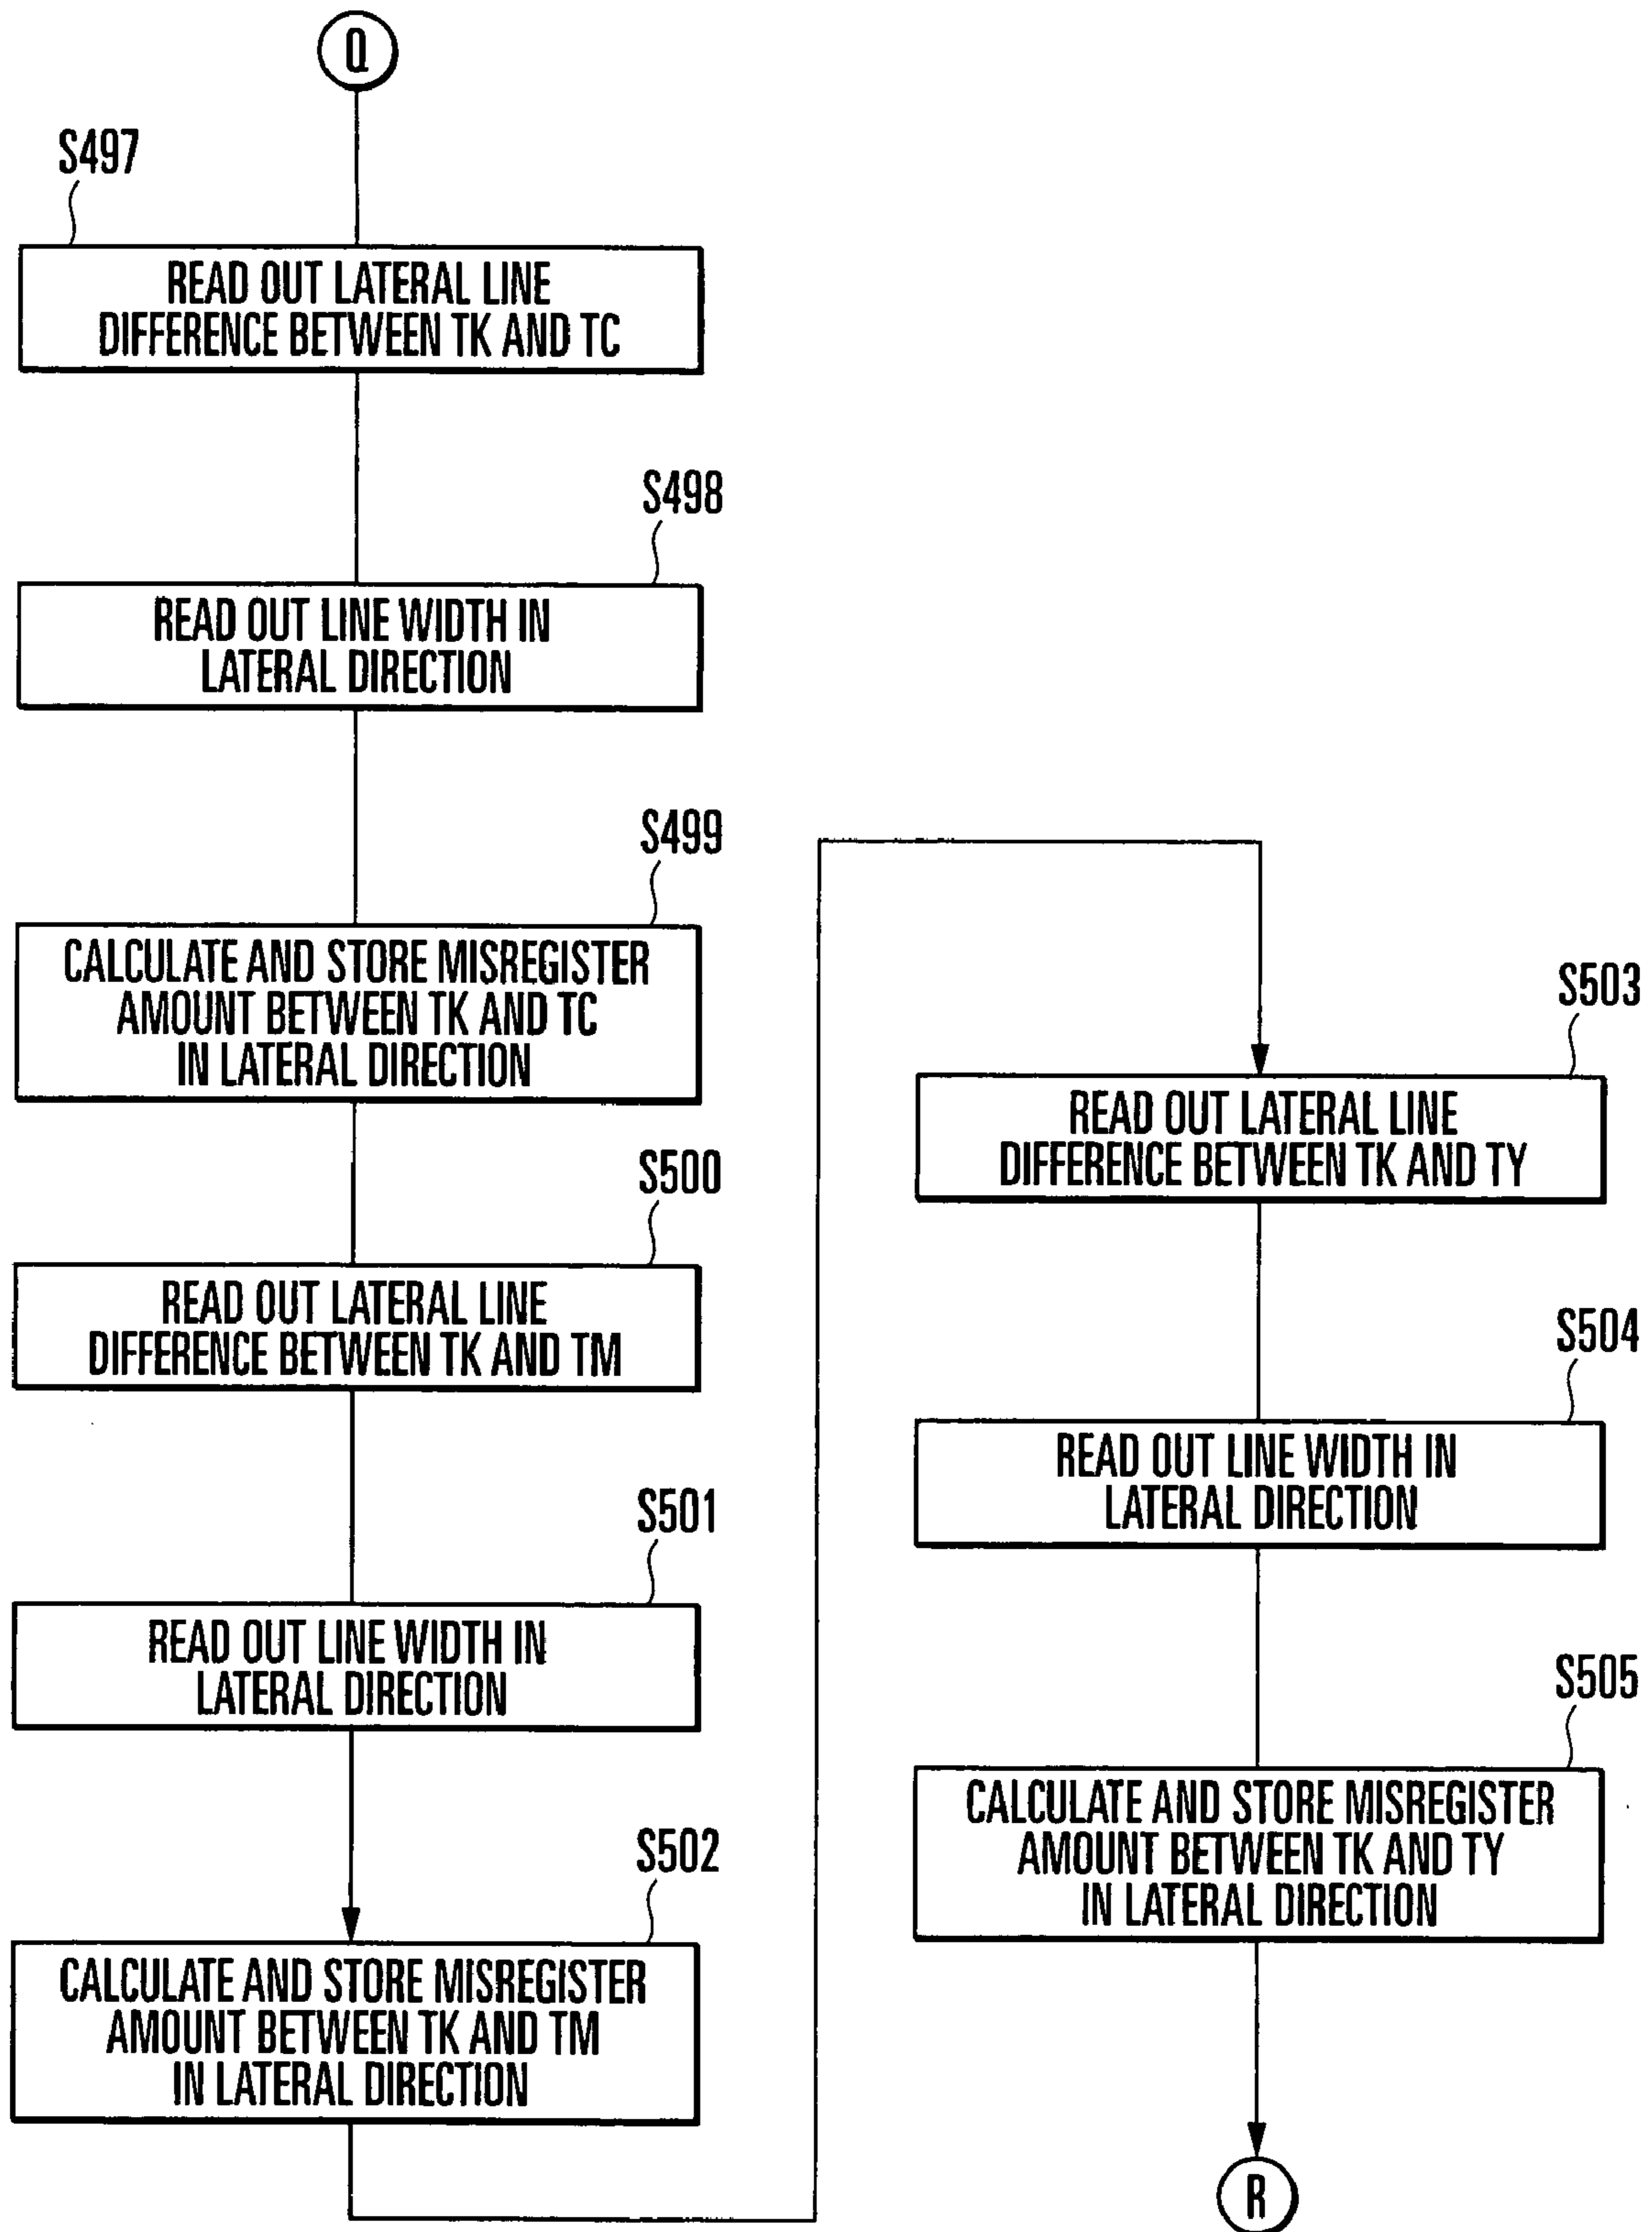 Q
S497
READ OUT LATERAL LINE
DIFFERENCE BETWEEN TK AND TC
S498
READ OUT LINE WIDTH IN
LATERAL DIRECTION
S499
CALCULATE AND STORE MISREGISTER
AMOUNT BETWEEN TK AND TC
IN LATERAL DIRECTION
S500
READ OUT LATERAL LINE
DIFFERENCE BETWEEN TK AND TM
S501
READ OUT LINE WIDTH IN
LATERAL DIRECTION
S502
CALCULATE AND STORE MISREGISTER
AMOUNT BETWEEN TK AND TM
IN LATERAL DIRECTION
S503
READ OUT LATERAL LINE
DIFFERENCE BETWEEN TK AND TY
S504
READ OUT LINE WIDTH IN
LATERAL DIRECTION
S505
CALCULATE AND STORE MISREGISTER
AMOUNT BETWEEN TK AND TY
IN LATERAL DIRECTION
R